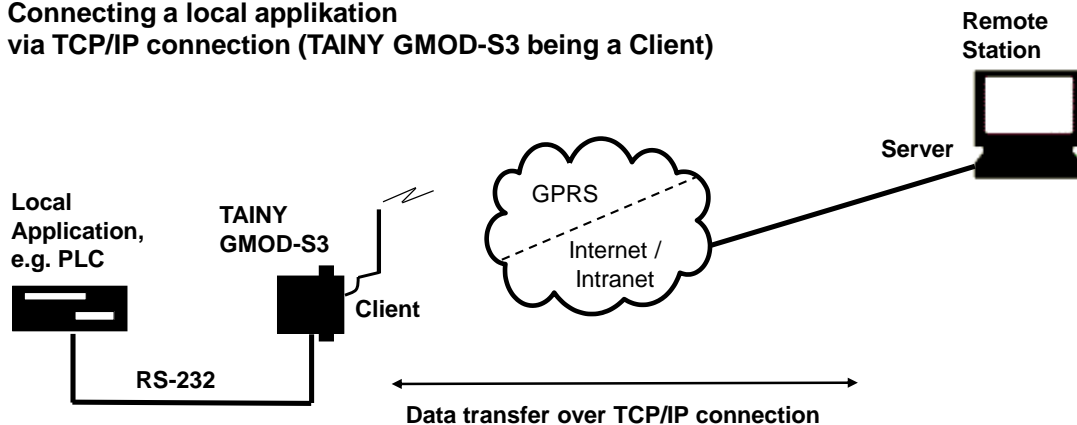 Connecting a local applikation
via TCP/IP connection (TAINY GMOD-S3 being a Client)
Remote
Station
Server
GPRS
Internet /
Intranet
Local
Application,
e.g. PLC
TAINY
GMOD-S3
Client
RS-232
Data transfer over TCP/IP connection